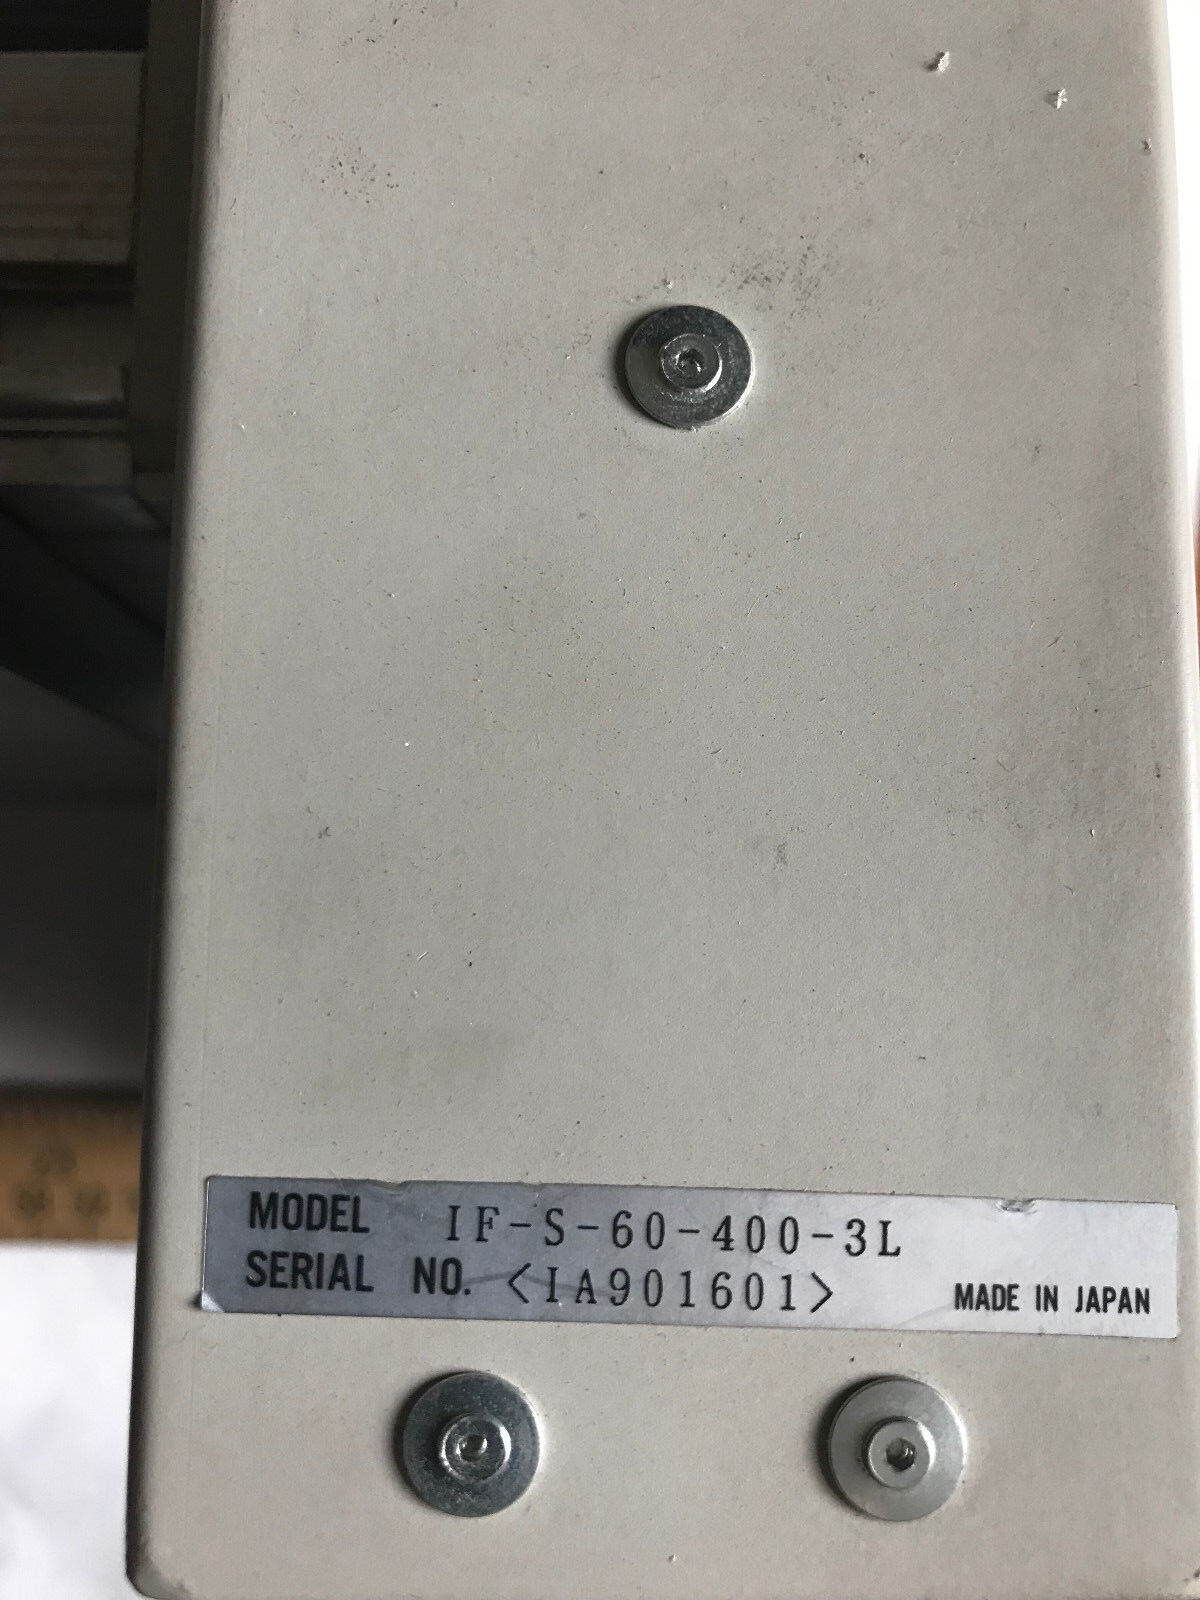 MODEL IF-S-60-400-3L
SERIAL NO. <IA901601> MADE IN JAPAN